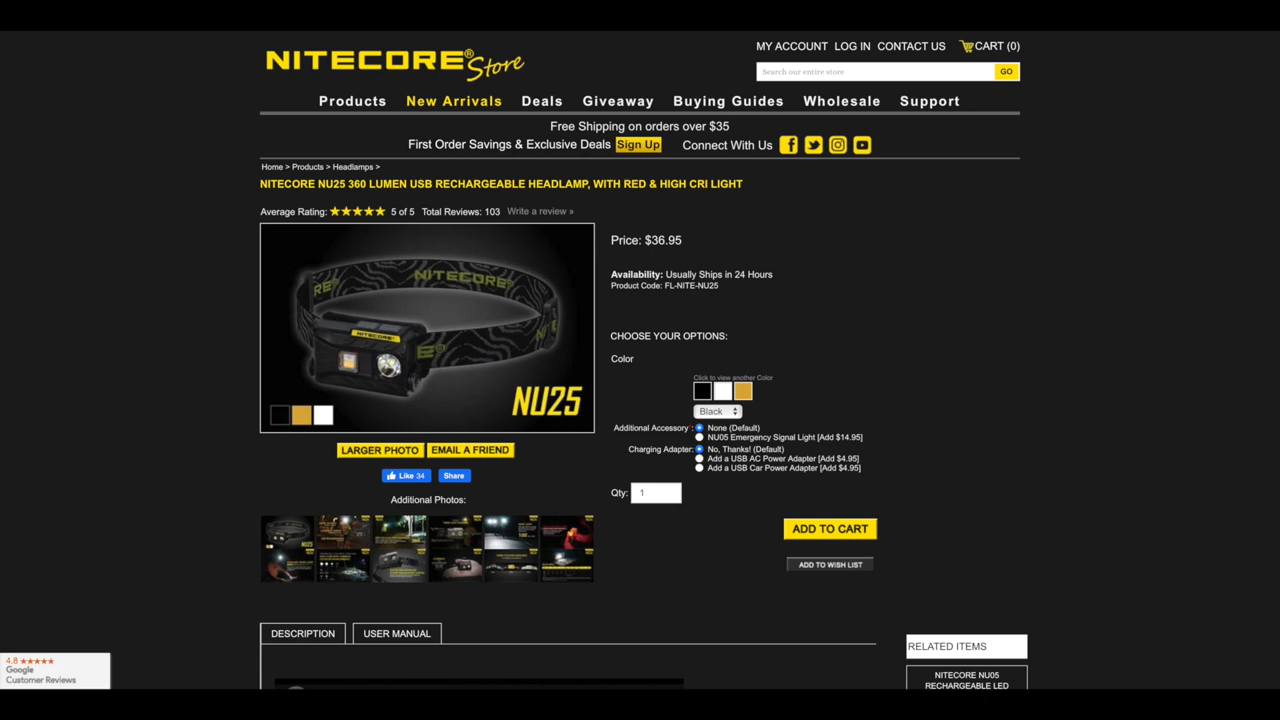 NITECORE® Store
MY ACCOUNT LOG IN CONTACT US CART (0)
Search our entire store GO
Products New Arrivals Deals Giveaway Buying Guides Wholesale Support
Free Shipping on orders over $35
First Order Savings & Exclusive Deals Sign Up Connect With Us
Home > Products > Headlamps >
NITECORE NU25 360 LUMEN USB RECHARGEABLE HEADLAMP, WITH RED & HIGH CRI LIGHT
Average Rating: 5 of 5 Total Reviews: 103 Write a review »
NITECORE
NITECORE
NU25
LARGER PHOTO EMAIL A FRIEND
Like 34 Share
Additional Photos:
Price: $36.95
Availability: Usually Ships in 24 Hours
Product Code: FL-NITE-NU25
CHOOSE YOUR OPTIONS:
Color
Click to view another Color
Black
Additional Accessory : None (Default)
NU05 Emergency Signal Light [Add $14.95]
Charging Adapter: No, Thanks! (Default)
Add a USB AC Power Adapter [Add $4.95]
Add a USB Car Power Adapter [Add $4.95]
Qty: 1
ADD TO CART
ADD TO WISH LIST
DESCRIPTION USER MANUAL
RELATED ITEMS
NITECORE NU05
RECHARGEABLE LED
4.8
Google
Customer Reviews